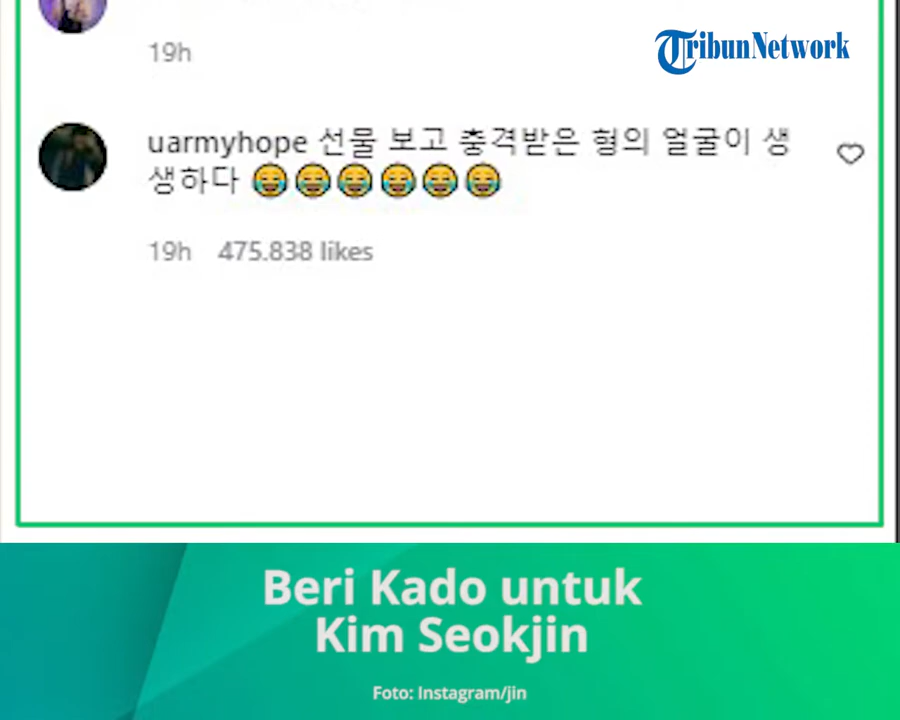 TribunNetwork
19h
uarmyhope 선물 보고 충격받은 형의 얼굴이 생
생하다 😂😂😂😂😂😂
19h 475.838 likes
Beri Kado untuk
Kim Seokjin
Foto: Instagram/jin